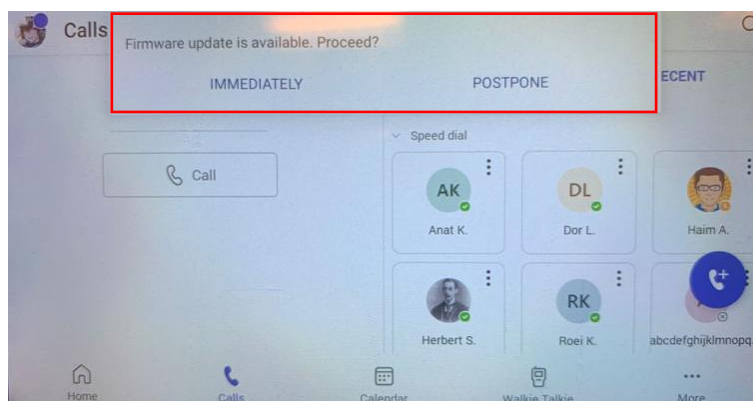 Calls
Firmware update is available. Proceed?
IMMEDIATELY
POSTPONE
ECENT
Speed dial
Call
AK
DL
Anat K.
Dor L.
Haim A.
RK
Herbert S.
Roei K.
abcdefghijklmnopq.
Home
Calls
Calendar
Walkie Talkie
More